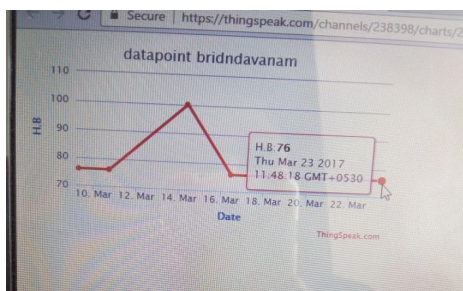 Secure | https://thingspeak.com/channels/238398/charts/2
datapoint bridndavanam
110
100
90
80
70
H.B
H.B:76
Thu Mar 23 2017
11:48:18 GMT+0530
10. Mar 12. Mar 14. Mar 16. Mar 18. Mar 20. Mar 22. Mar
Date
ThingSpeak.com